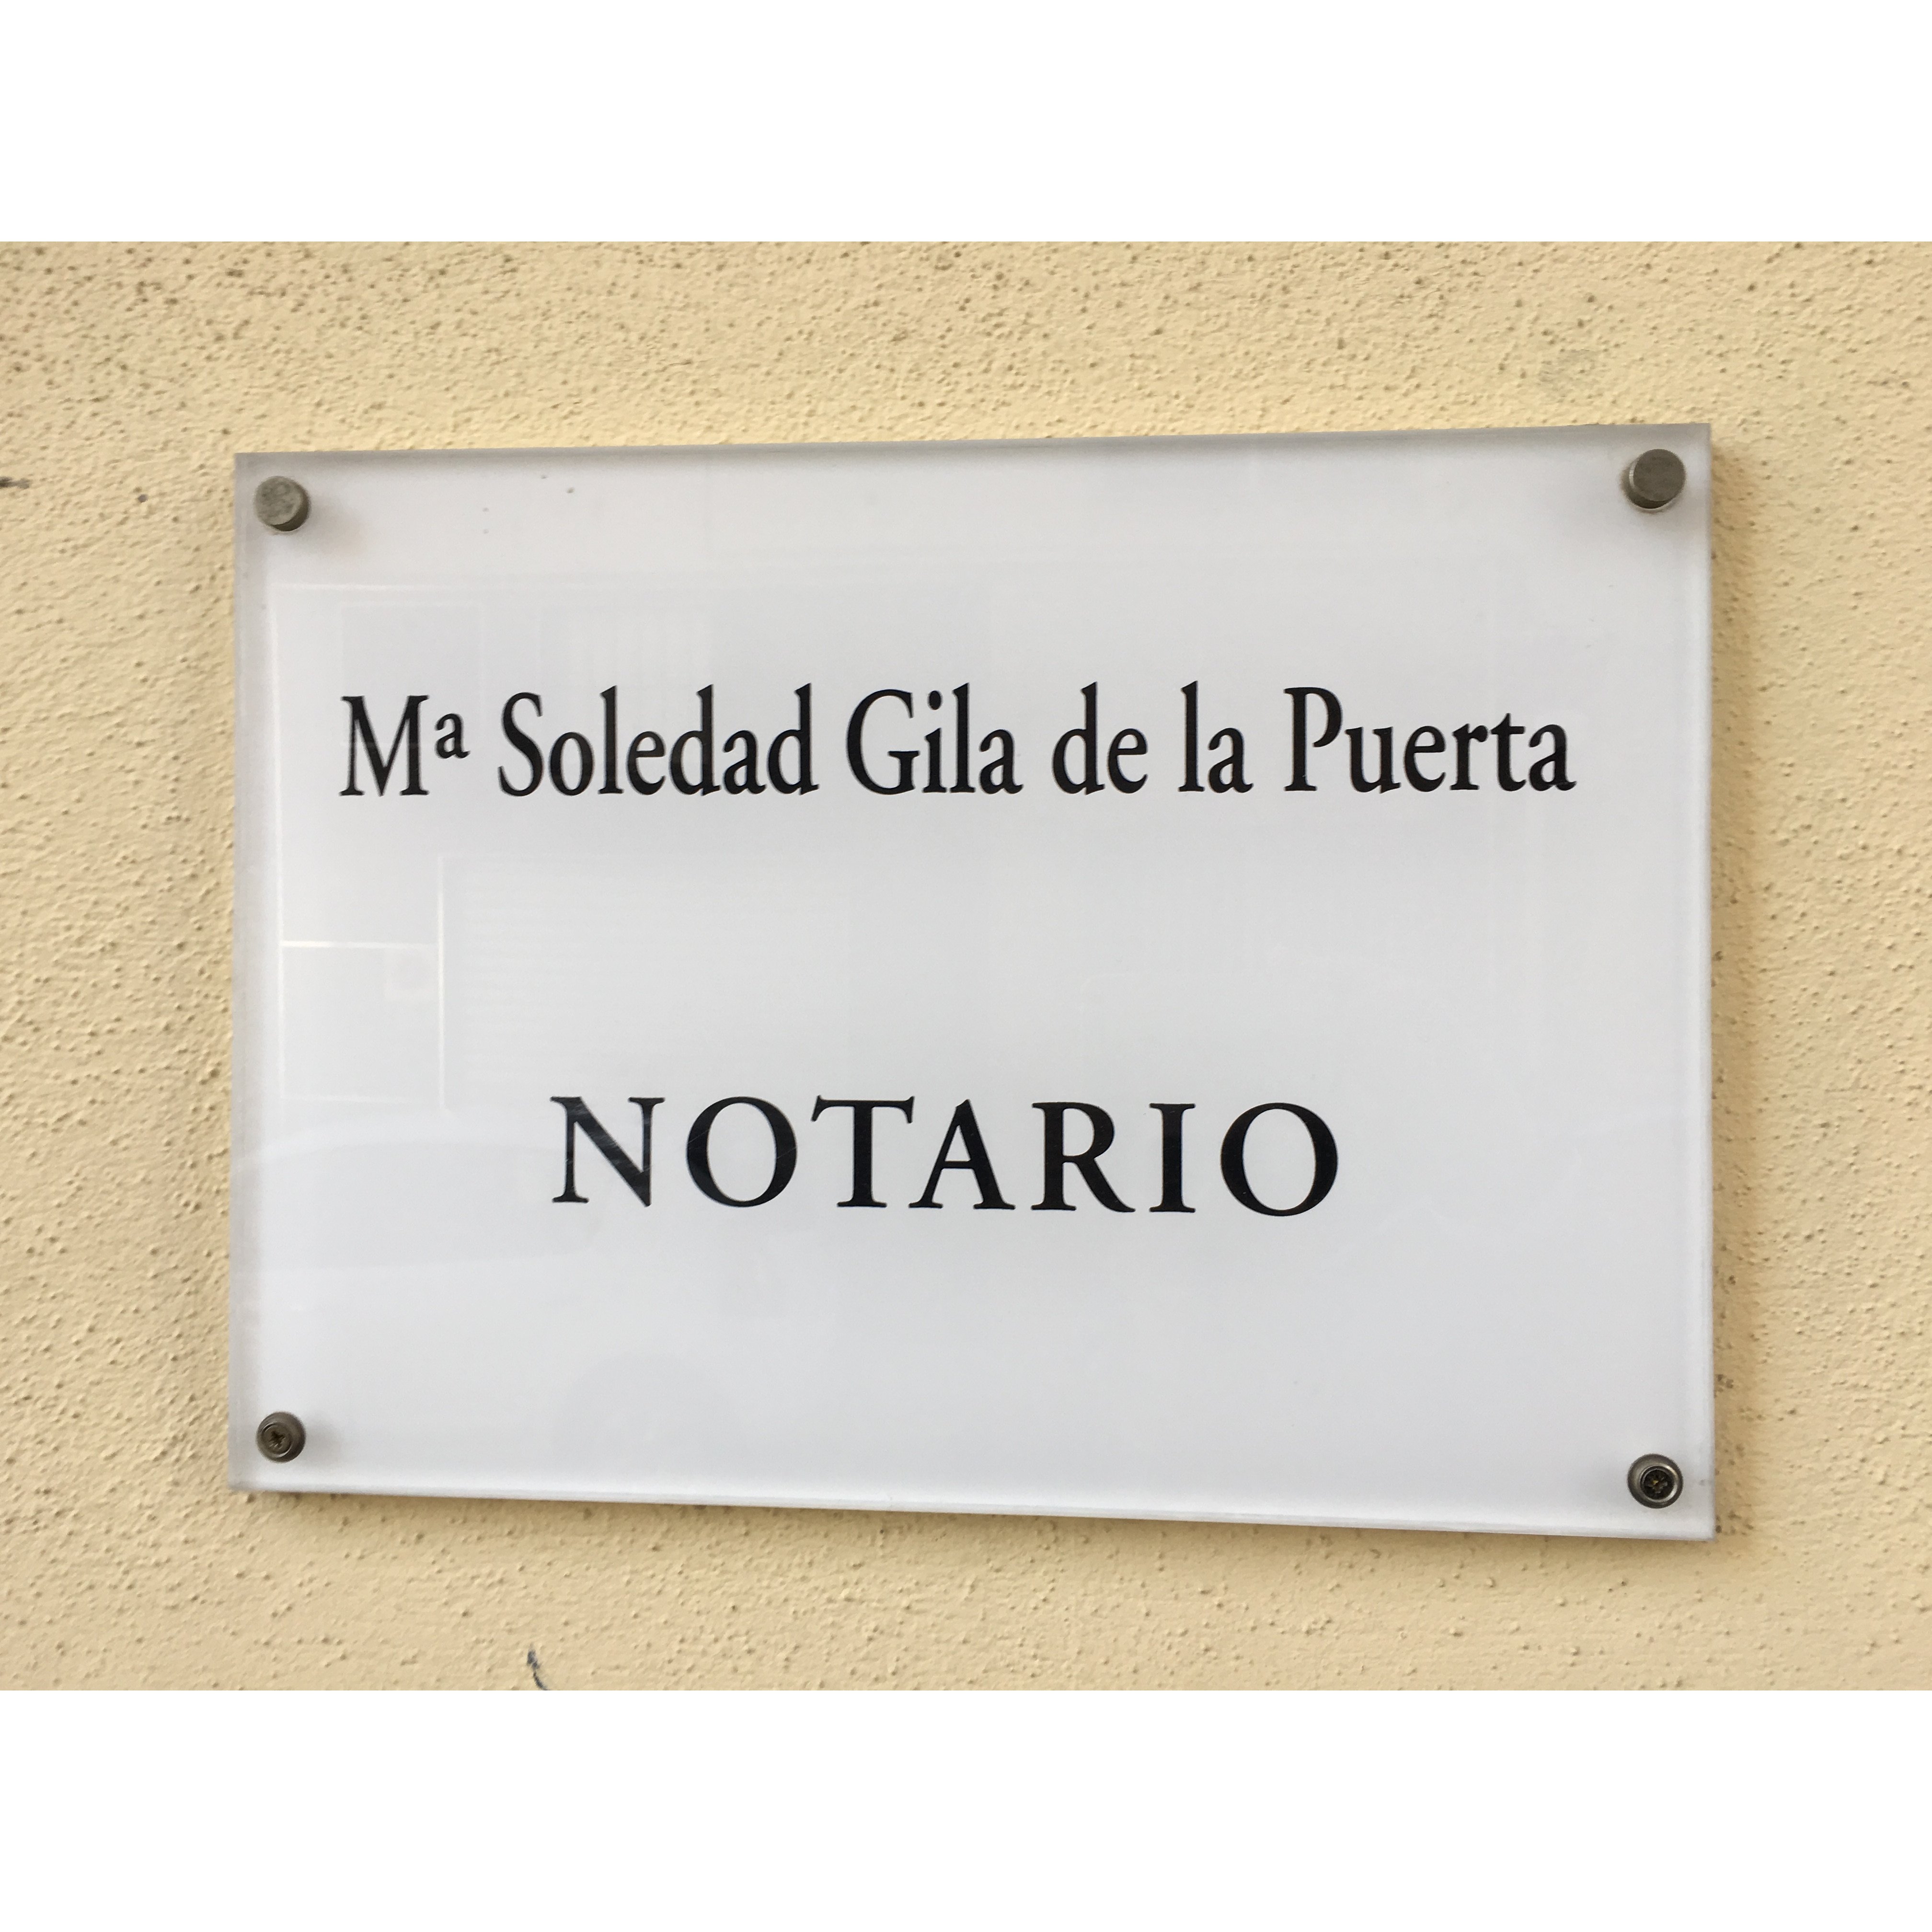 Mª Soledad Gila de la Puerta
NOTARIO